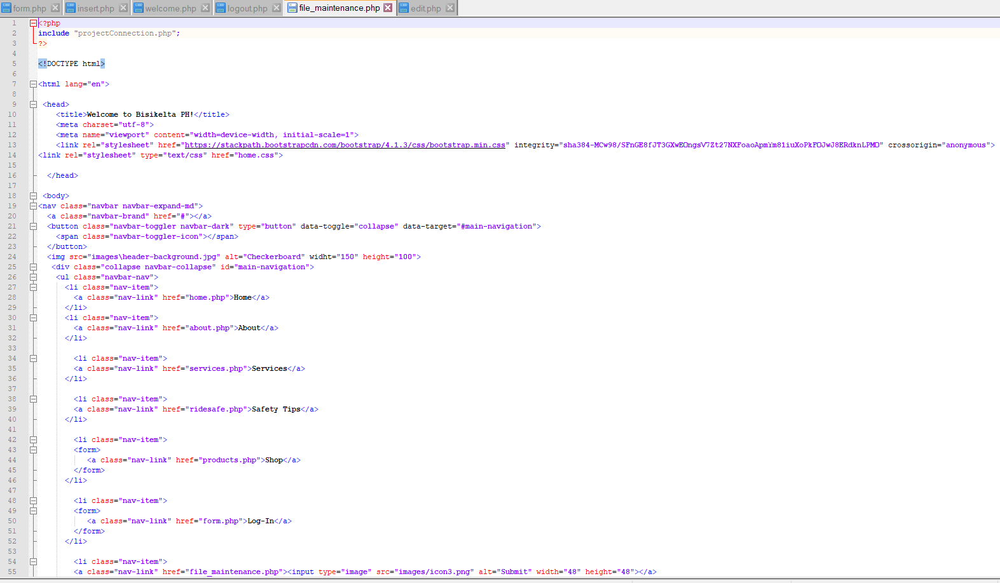 form.php insert.php welcome.php logout.php file_maintenance.php edit.php
1 <?php
2 include "projectConnection.php";
3 ?>
4
5 <!DOCTYPE html>
6
7 <html lang="en">
8
9 <head>
10 <title>Welcome to Bisikelta PH!</title>
11 <meta charset="utf-8">
12 <meta name="viewport" content="width=device-width, initial-scale=1">
13 <link rel="stylesheet" href="https://stackpath.bootstrapcdn.com/bootstrap/4.1.3/css/bootstrap.min.css" integrity="sha384-MCw98/SFnGE8fJT3GXwEOngsV7Zt27NXFoaoApmYm81iuXoPkFOJwJ8ERdknLPMO" crossorigin="anonymous">
14 <link rel="stylesheet" type="text/css" href="home.css">
15
16 </head>
17
18 <body>
19 <nav class="navbar navbar-expand-md">
20 <a class="navbar-brand" href="#"></a>
21 <button class="navbar-toggler navbar-dark" type="button" data-toggle="collapse" data-target="#main-navigation">
22 <span class="navbar-toggler-icon"></span>
23 </button>
24 <img src="images\header-background.jpg" alt="Checkerboard" widht="150" height="100">
25 <div class="collapse navbar-collapse" id="main-navigation">
26 <ul class="navbar-nav">
27 <li class="nav-item">
28 <a class="nav-link" href="home.php">Home</a>
29 </li>
30 <li class="nav-item">
31 <a class="nav-link" href="about.php">About</a>
32 </li>
33
34 <li class="nav-item">
35 <a class="nav-link" href="services.php">Services</a>
36 </li>
37
38 <li class="nav-item">
39 <a class="nav-link" href="ridesafe.php">Safety Tips</a>
40 </li>
41
42 <li class="nav-item">
43 <form>
44 <a class="nav-link" href="products.php">Shop</a>
45 </form>
46 </li>
47
48 <li class="nav-item">
49 <form>
50 <a class="nav-link" href="form.php">Log-In</a>
51 </form>
52 </li>
53
54 <li class="nav-item">
55 <a class="nav-link" href="file_maintenance.php"><input type="image" src="images/icon3.png" alt="Submit" width="48" height="48"></a>